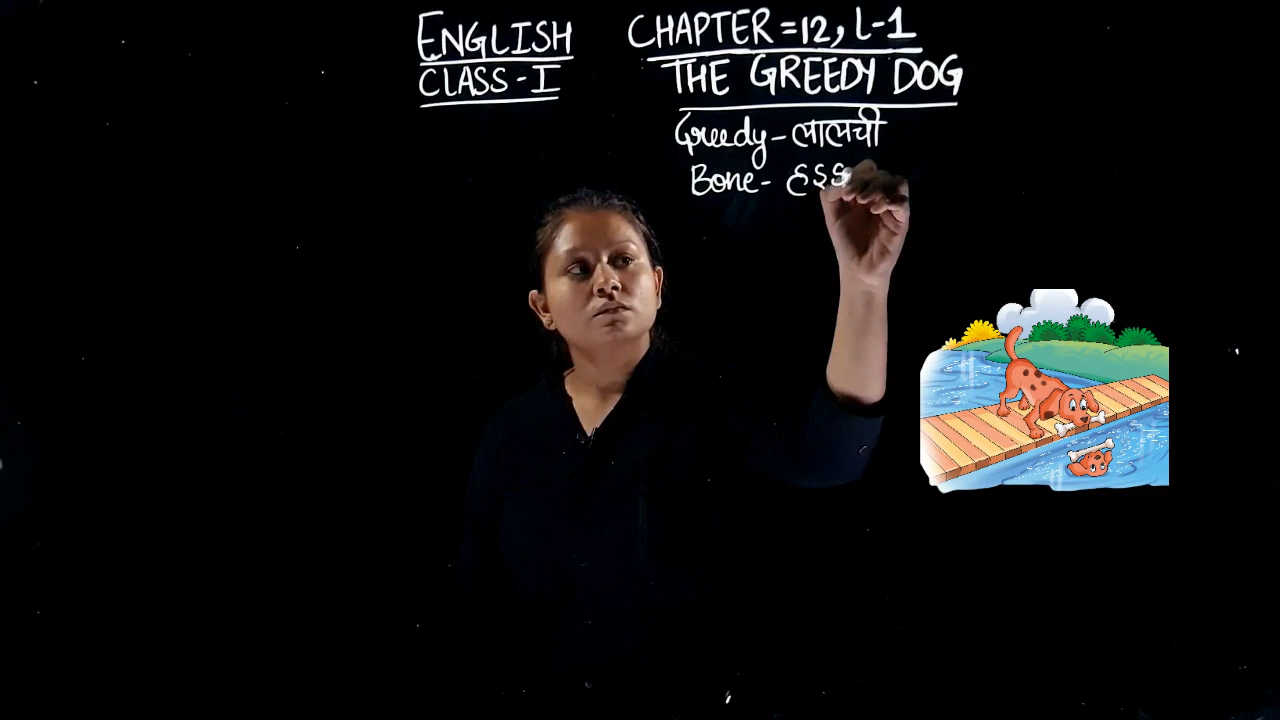 ENGLISH
CLASS-I
CHAPTER=12, L-1
THE GREEDY DOG
Greedy-लालची
Bone-